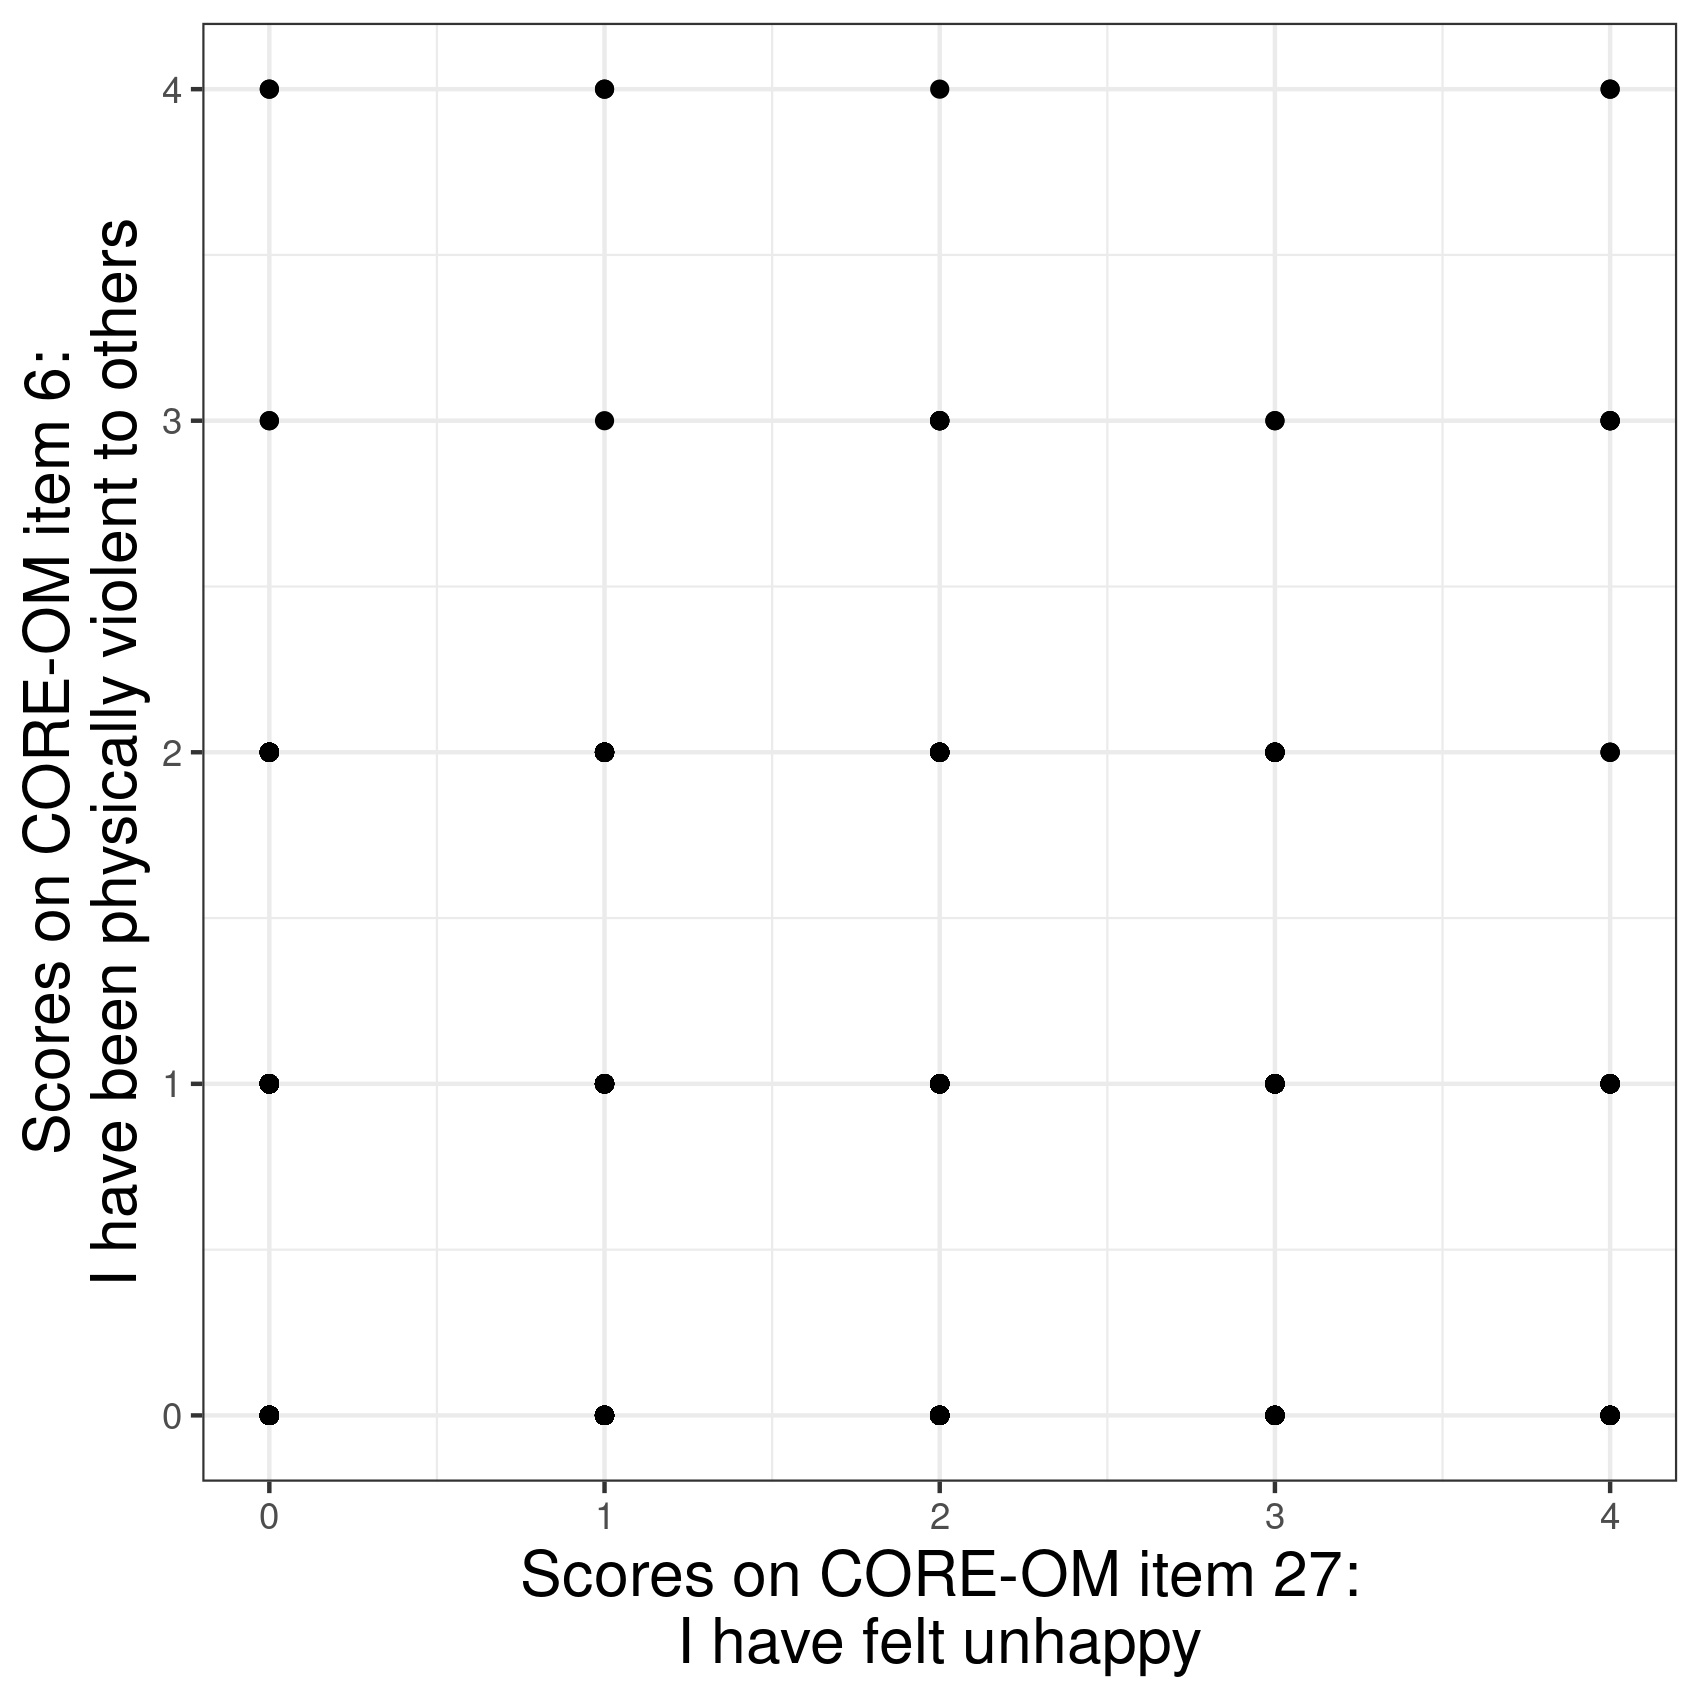 Scores on CORE-OM item 6:
I have been physically violent to others
4
3
2
1
0
0 1 2 3 4
Scores on CORE-OM item 27:
I have felt unhappy